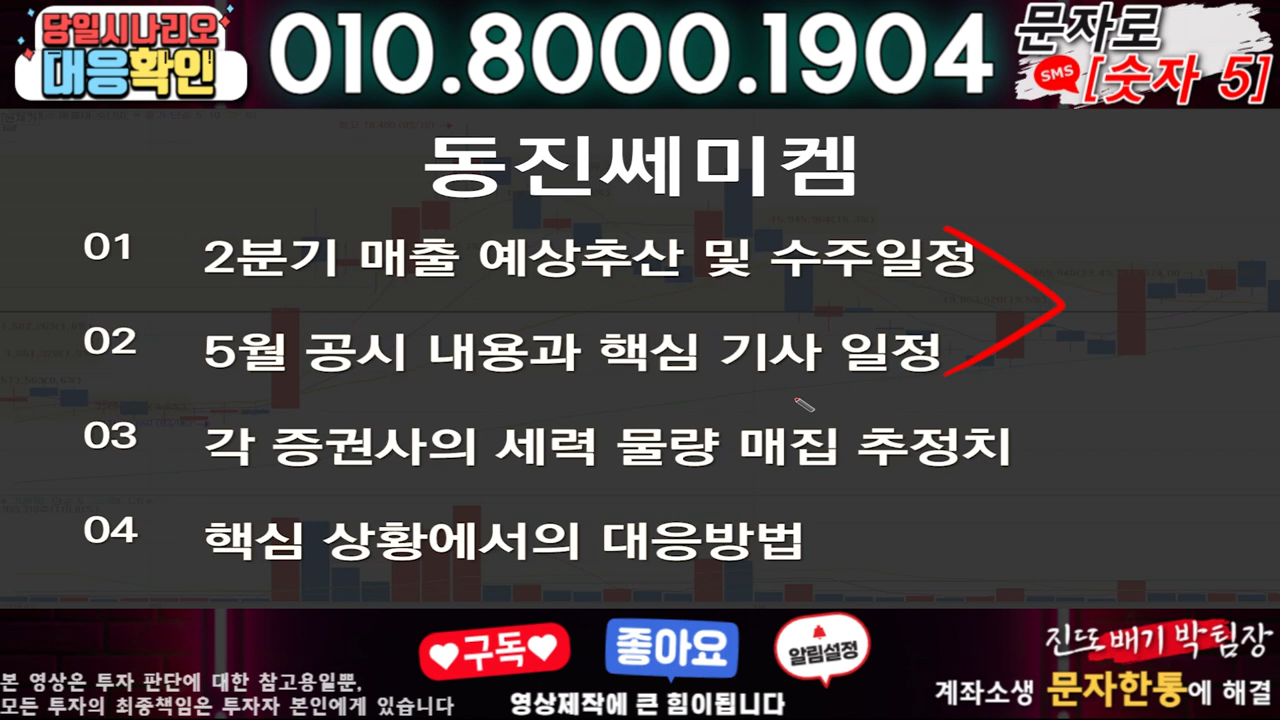 당일시나리오
대응확인
010.8000.1904
문자로
SMS [숫자 5]
동진쎄미켐
01 2분기 매출 예상추산 및 수주일정
02 5월 공시 내용과 핵심 기사 일정
03 각 증권사의 세력 물량 매집 추정치
04 핵심 상황에서의 대응방법
구독
좋아요
알림설정
영상제작에 큰 힘이됩니다
본 영상은 투자 판단에 대한 참고용일뿐,
모든 투자의 최종책임은 투자자 본인에게 있습니다
진또배기 박팀장
계좌소생 문자한통에 해결